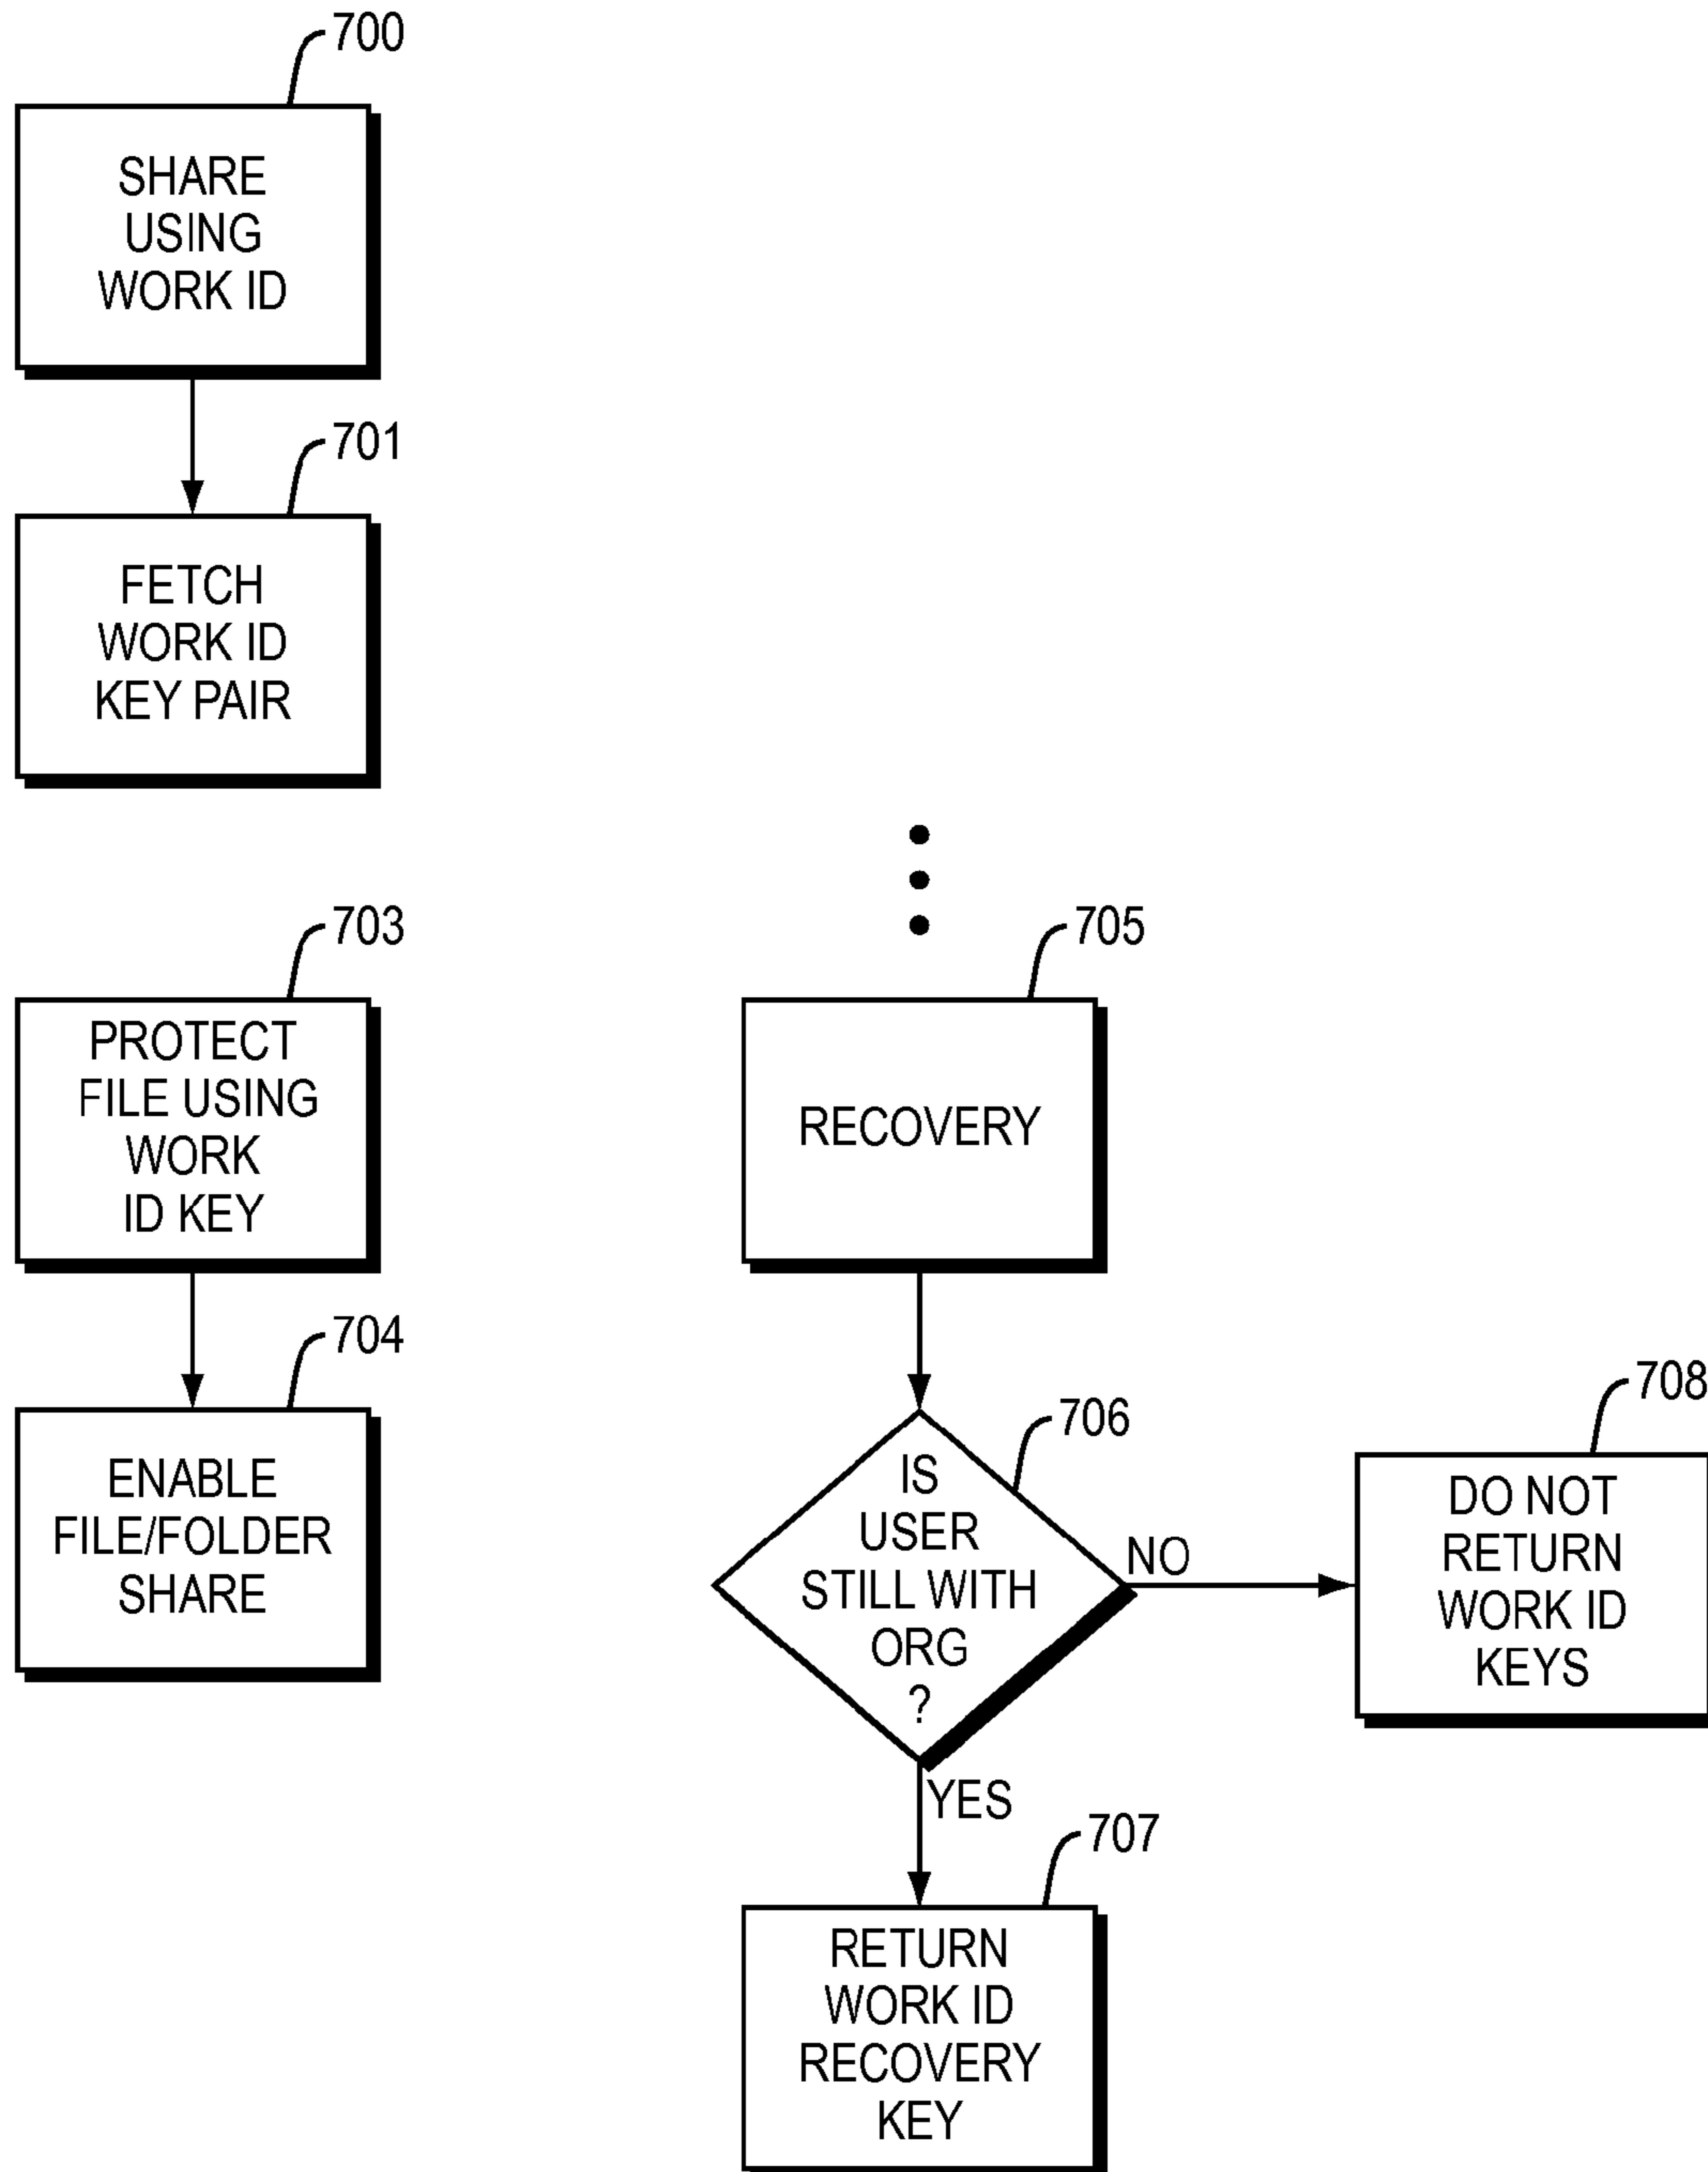 700
SHARE
USING
WORK ID
701
FETCH
WORK ID
KEY PAIR
703
PROTECT
FILE USING
WORK
ID KEY
704
ENABLE
FILE/FOLDER
SHARE
705
RECOVERY
706
IS
USER
STILL WITH
ORG
?
NO
YES
708
DO NOT
RETURN
WORK ID
KEYS
707
RETURN
WORK ID
RECOVERY
KEY